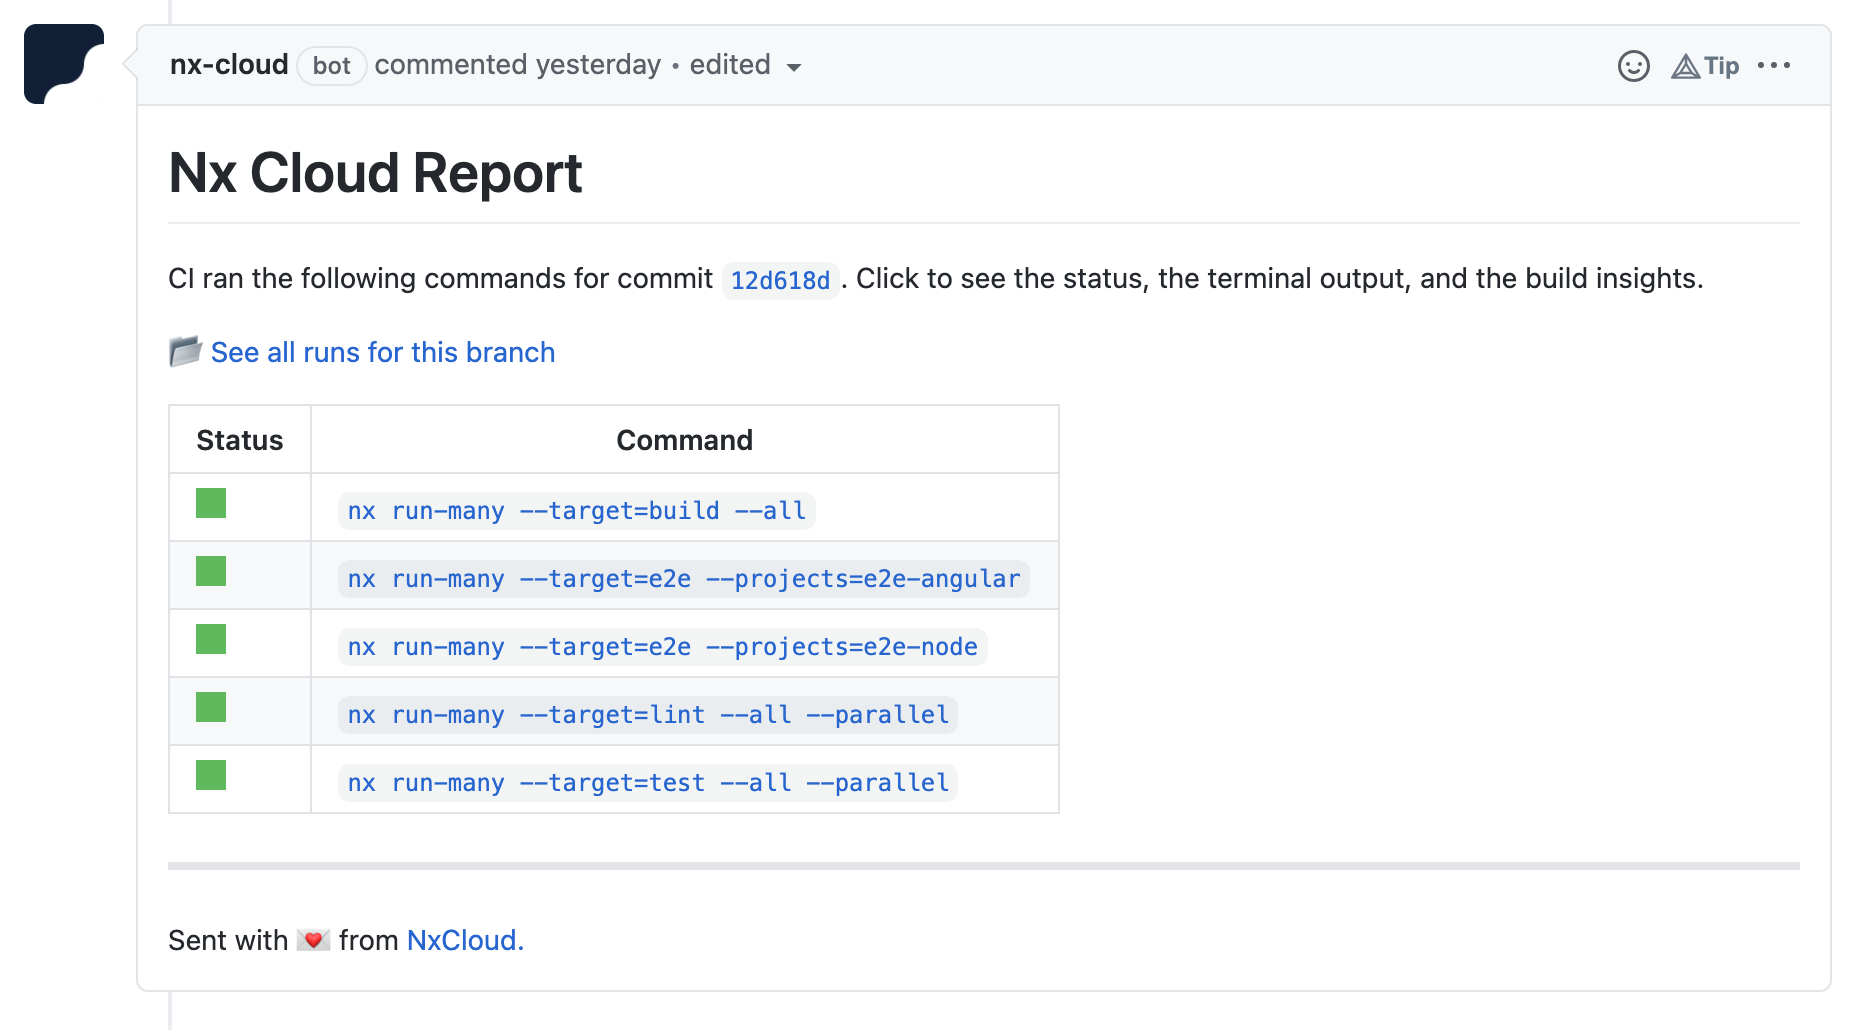 nx-cloud bot commented yesterday • edited
Tip
Nx Cloud Report
CI ran the following commands for commit 12d618d. Click to see the status, the terminal output, and the build insights.
See all runs for this branch
Status Command
nx run-many --target=build --all
nx run-many --target=e2e --projects=e2e-angular
nx run-many --target=e2e --projects=e2e-node
nx run-many --target=lint --all --parallel
nx run-many --target=test --all --parallel
Sent with 💌 from NxCloud.